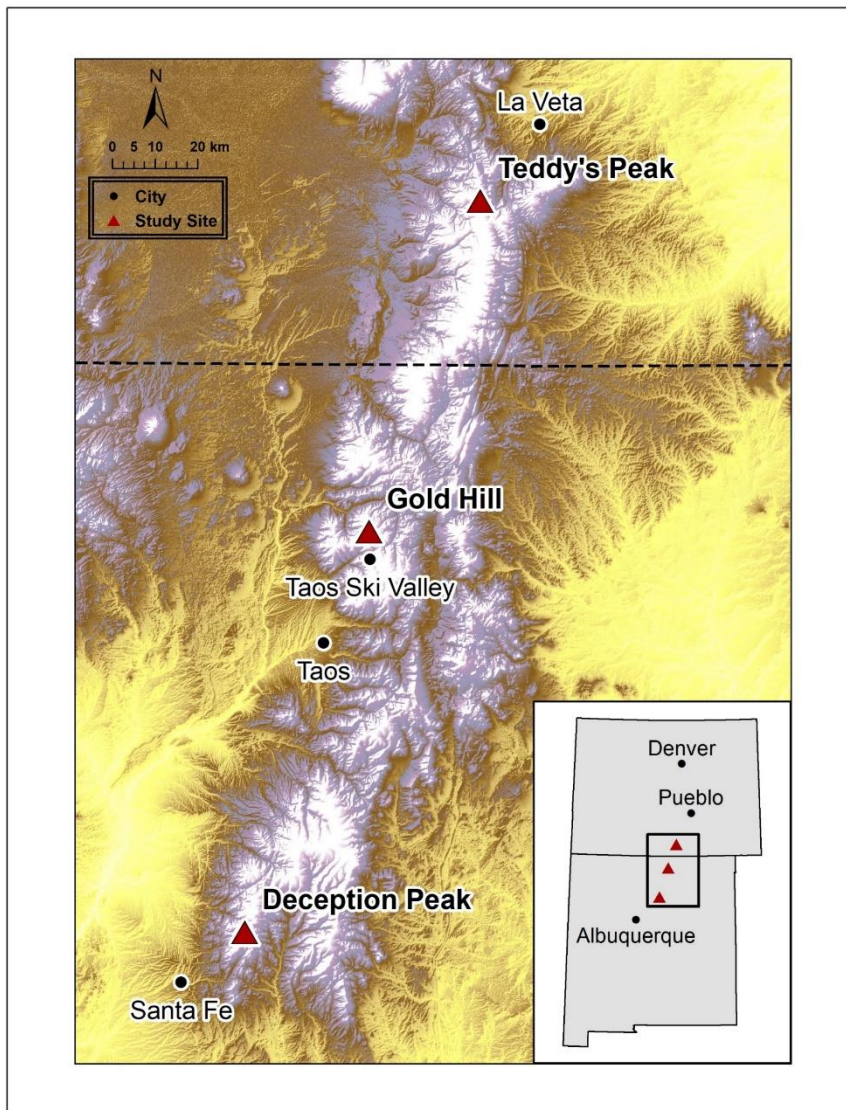 N
0 5 10 20 km
City
Study Site
La Veta
Teddy's Peak
Gold Hill
Taos Ski Valley
Taos
Deception Peak
Santa Fe
Denver
Pueblo
Albuquerque